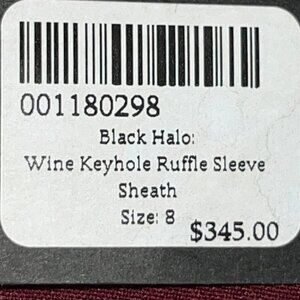 001180298
Black Halo:
Wine Keyhole Ruffle Sleeve
Sheath
Size: 8
$345.00